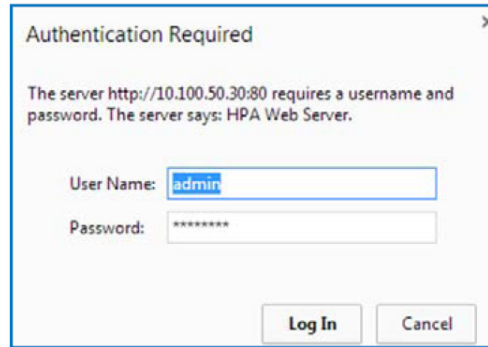 Authentication Required
The server http://10.100.50.30:80 requires a username and
password. The server says: HPA Web Server.
User Name: admin
Password: ********
Log In Cancel